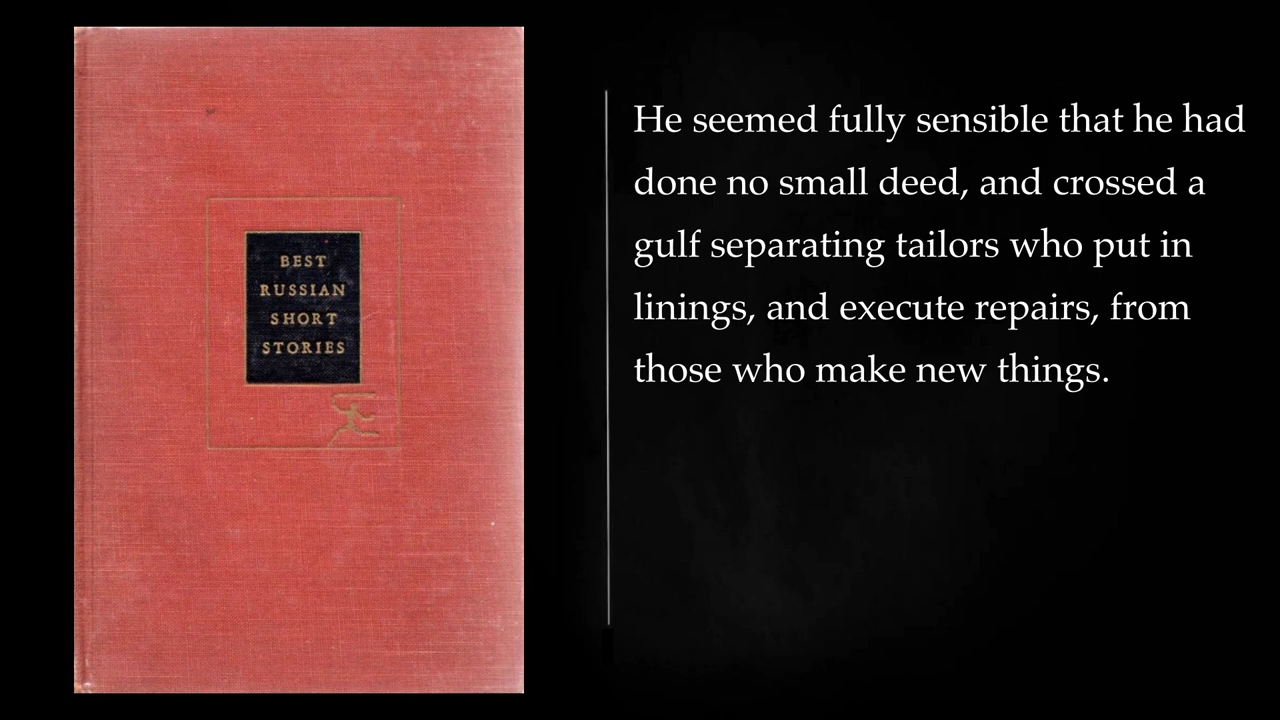 BEST
RUSSIAN
SHORT
STORIES
He seemed fully sensible that he had
done no small deed, and crossed a
gulf separating tailors who put in
linings, and execute repairs, from
those who make new things.